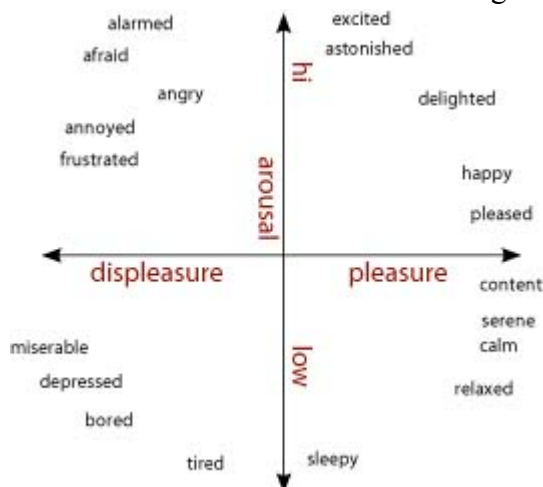 alarmed
excited
afraid
astonished
hi
angry
delighted
annoyed
frustrated
arousal
happy
pleased
displeasure
pleasure
content
serene
miserable
calm
low
depressed
relaxed
bored
tired
sleepy